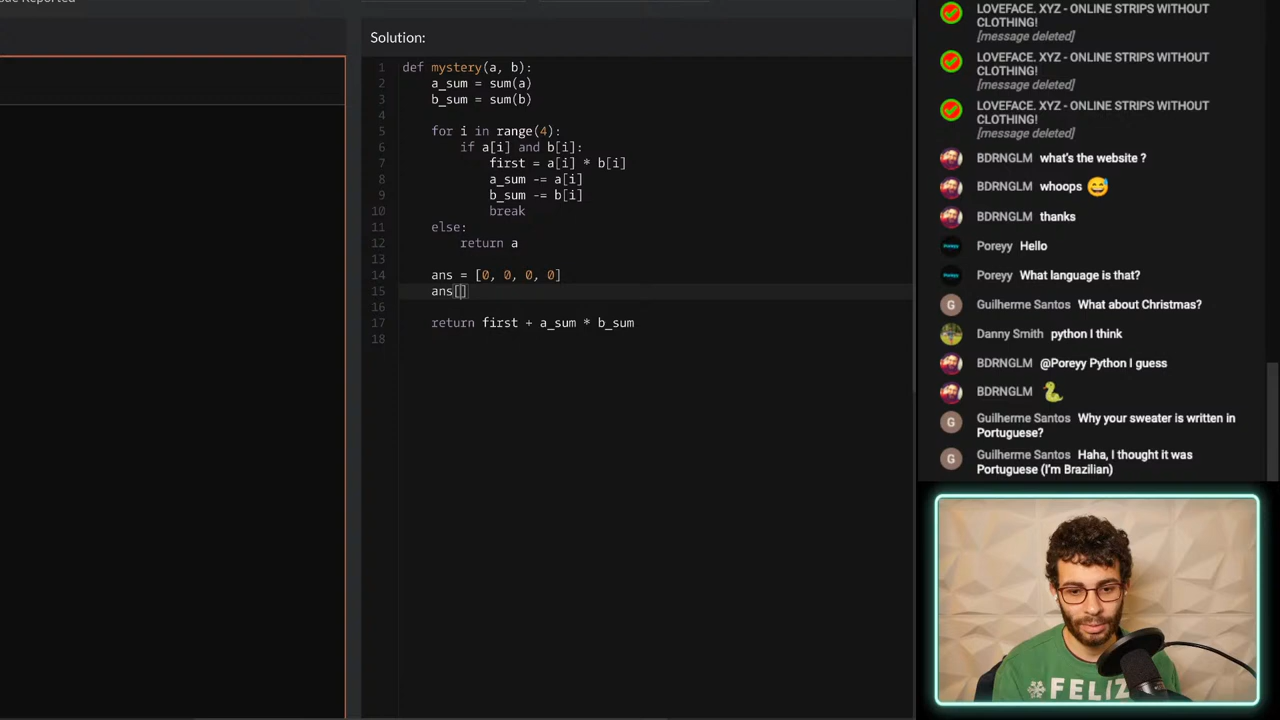 ue Reported
Solution:
1 def mystery(a, b):
2 a_sum = sum(a)
3 b_sum = sum(b)
4
5 for i in range(4):
6 if a[i] and b[i]:
7 first = a[i] * b[i]
8 a_sum -= a[i]
9 b_sum -= b[i]
10 break
11 else:
12 return a
13
14 ans = [0, 0, 0, 0]
15 ans[]
16
17 return first + a_sum * b_sum
18
LOVEFACE. XYZ - ONLINE STRIPS WITHOUT
CLOTHING!
[message deleted]
LOVEFACE. XYZ - ONLINE STRIPS WITHOUT
CLOTHING!
[message deleted]
LOVEFACE. XYZ - ONLINE STRIPS WITHOUT
CLOTHING!
[message deleted]
BDRNGLM what's the website ?
BDRNGLM whoops 😅
BDRNGLM thanks
Poreyy Hello
Poreyy What language is that?
G Guilherme Santos What about Christmas?
Danny Smith python I think
BDRNGLM @Poreyy Python I guess
BDRNGLM 🐍
G Guilherme Santos Why your sweater is written in
Portuguese?
G Guilherme Santos Haha, I thought it was
Portuguese (I'm Brazilian)
FELIZ